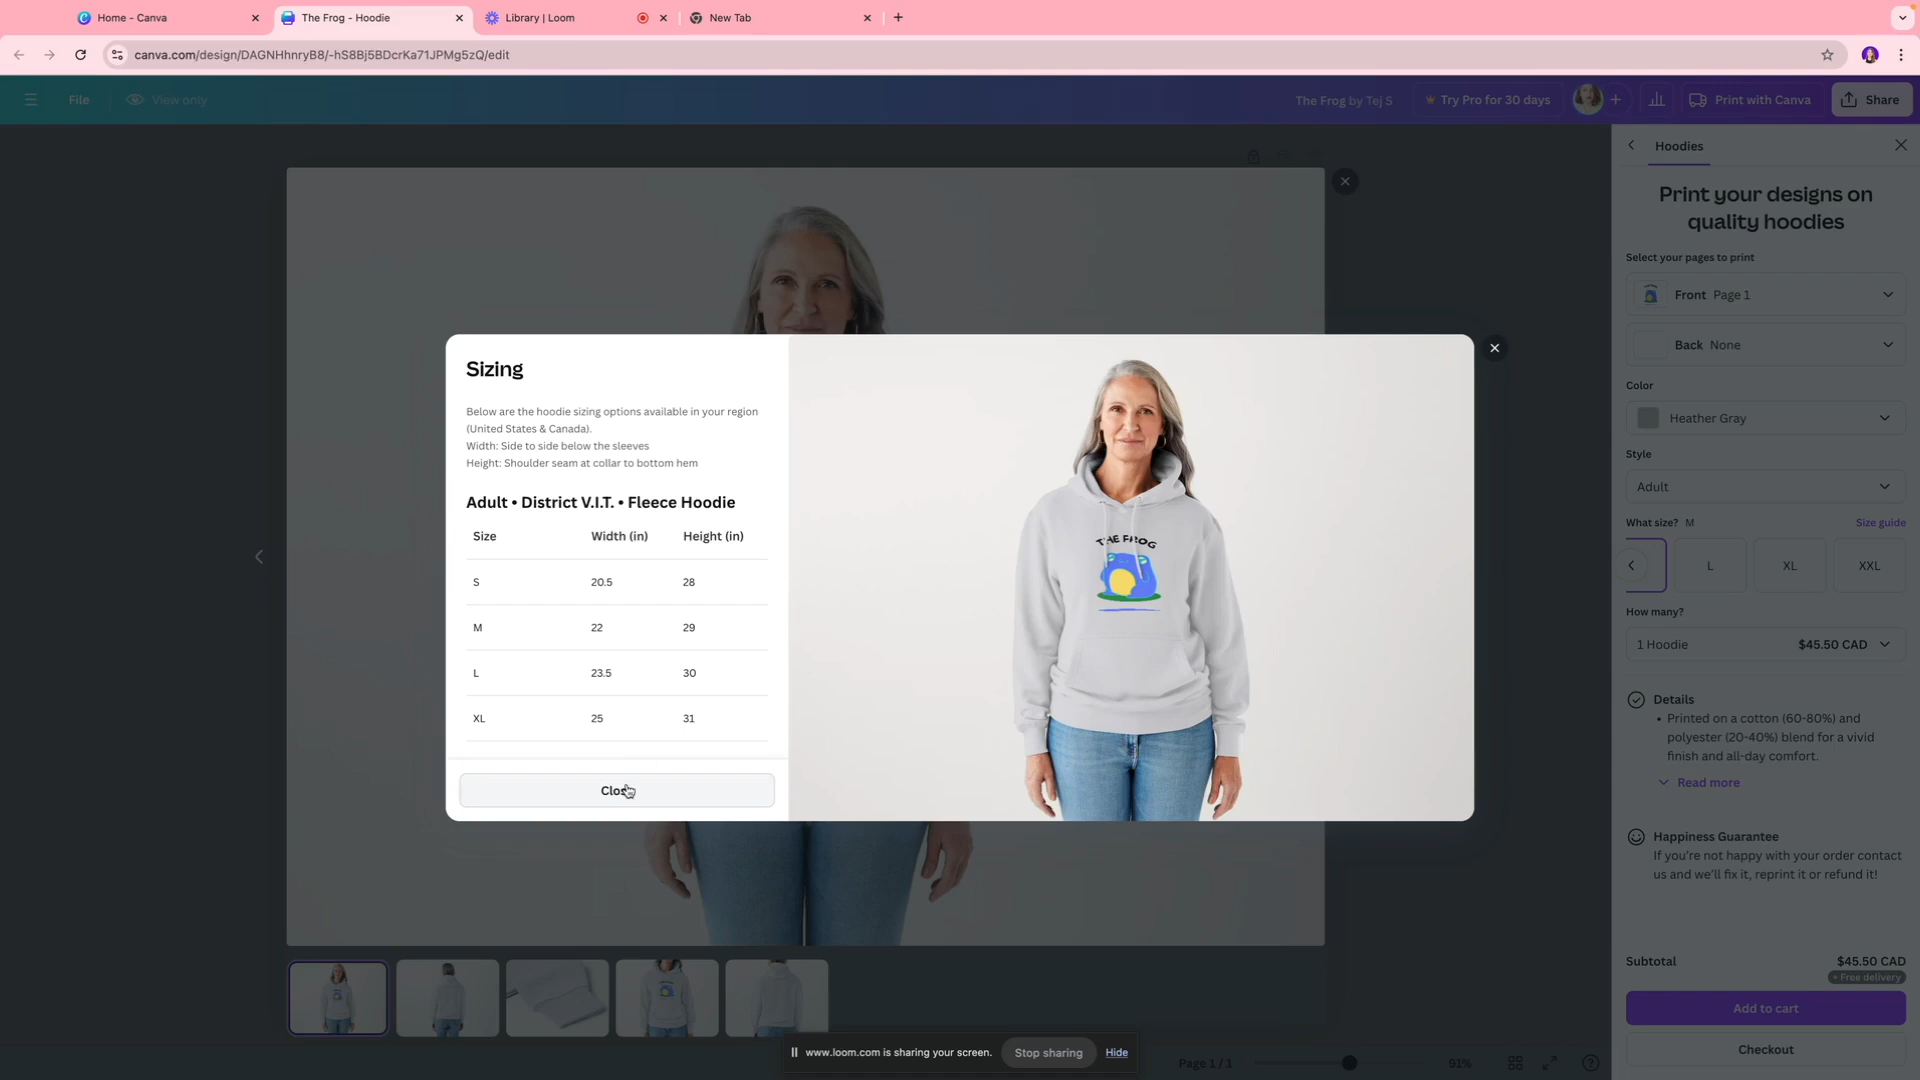 Home - Canva
The Frog - Hoodie
Library | Loom
New Tab
canva.com/design/DAGNHhnryB8/-hS8Bj5BDcrKa71JPMg5zQ/edit
File
View only
The Frog by Tej S
Try Pro for 30 days
Print with Canva
Share
Hoodies
Print your designs on
quality hoodies
Select your pages to print
Front Page 1
Back None
Color
Heather Gray
Style
Adult
What size? M
Size guide
L
XL
XXL
How many?
1 Hoodie
$45.50 CAD
Details
• Printed on a cotton (60-80%) and
polyester (20-40%) blend for a vivid
finish and all-day comfort.
Read more
Happiness Guarantee
If you're not happy with your order contact
us and we'll fix it, reprint it or refund it!
Subtotal
$45.50 CAD
+ Free delivery
Add to cart
Checkout
Sizing
Below are the hoodie sizing options available in your region
(United States & Canada).
Width: Side to side below the sleeves
Height: Shoulder seam at collar to bottom hem
Adult • District V.I.T. • Fleece Hoodie
Size Width (in) Height (in)
S 20.5 28
M 22 29
L 23.5 30
XL 25 31
Close
THE FROG
www.loom.com is sharing your screen.
Stop sharing
Hide
Page 1 / 1
91%